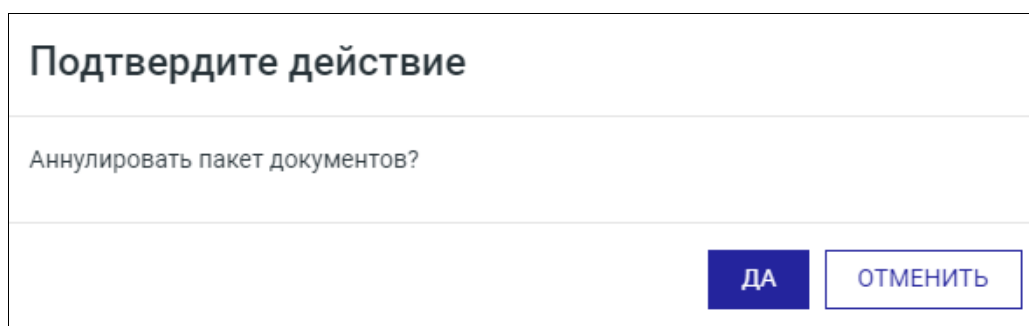 Подтвердите действие
Аннулировать пакет документов?
ДА ОТМЕНИТЬ